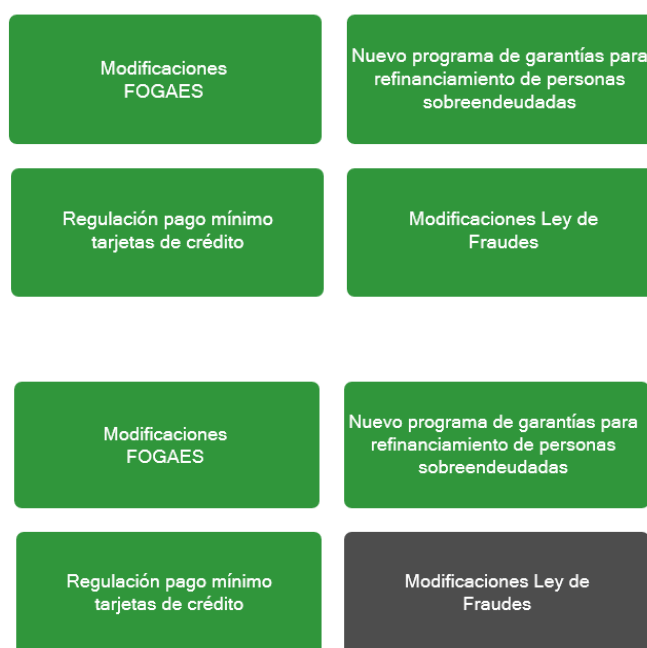 Modificaciones
FOGAES
Nuevo programa de garantías para
refinanciamiento de personas
sobreendeudadas
Regulación pago mínimo
tarjetas de crédito
Modificaciones Ley de
Fraudes
Modificaciones
FOGAES
Nuevo programa de garantías para
refinanciamiento de personas
sobreendeudadas
Regulación pago mínimo
tarjetas de crédito
Modificaciones Ley de
Fraudes